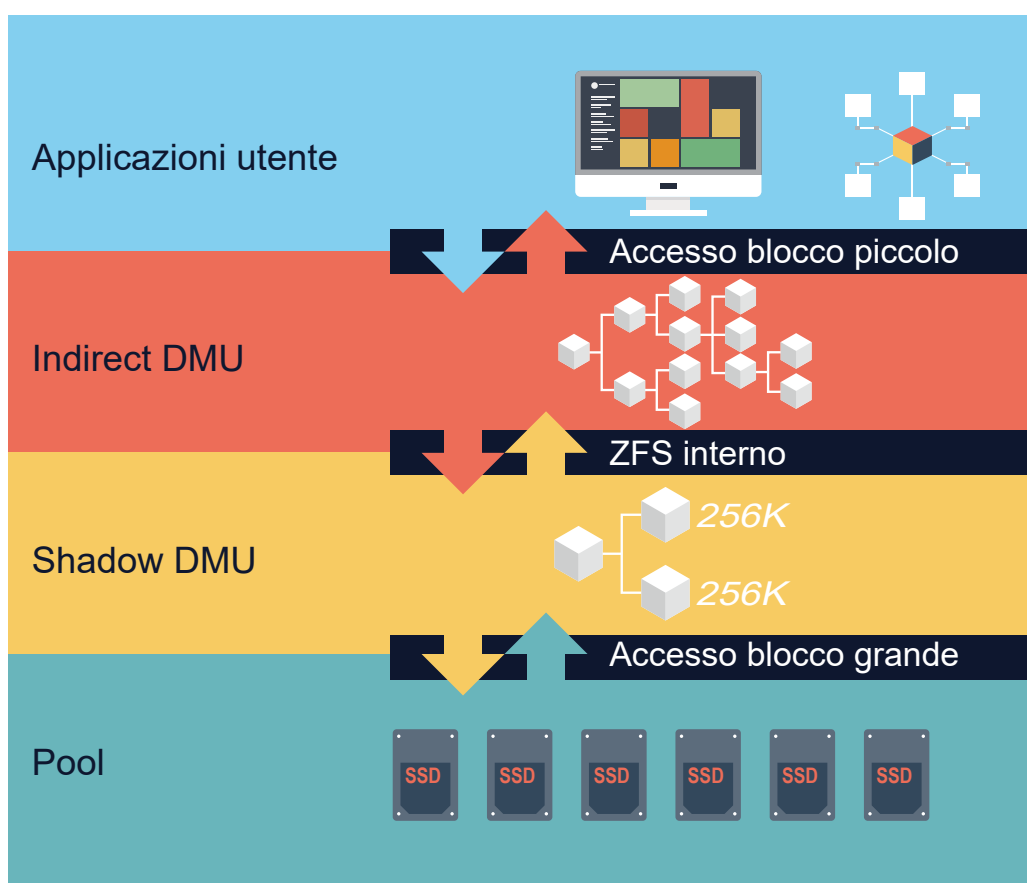 Applicazioni utente
Accesso blocco piccolo
Indirect DMU
ZFS interno
256K
Shadow DMU
256K
Accesso blocco grande
Pool
SSD SSD SSD SSD SSD SSD